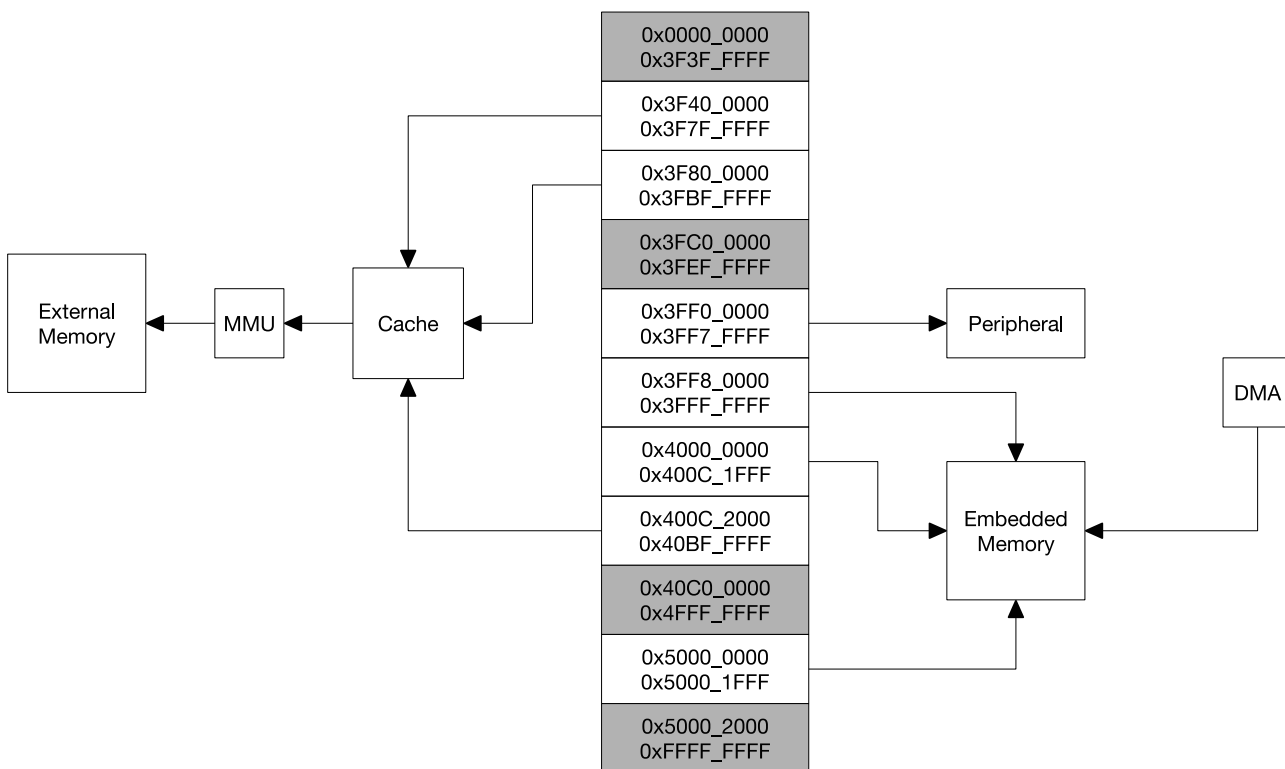 0x0000_0000
0x3F3F_FFFF
0x3F40_0000
0x3F7F_FFFF
0x3F80_0000
0x3FBF_FFFF
0x3FC0_0000
0x3FEF_FFFF
External
Memory
MMU
Cache
0x3FF0_0000
0x3FF7_FFFF
Peripheral
0x3FF8_0000
0x3FFF_FFFF
DMA
0x4000_0000
0x400C_1FFF
0x400C_2000
0x40BF_FFFF
Embedded
Memory
0x40C0_0000
0x4FFF_FFFF
0x5000_0000
0x5000_1FFF
0x5000_2000
0xFFFF_FFFF